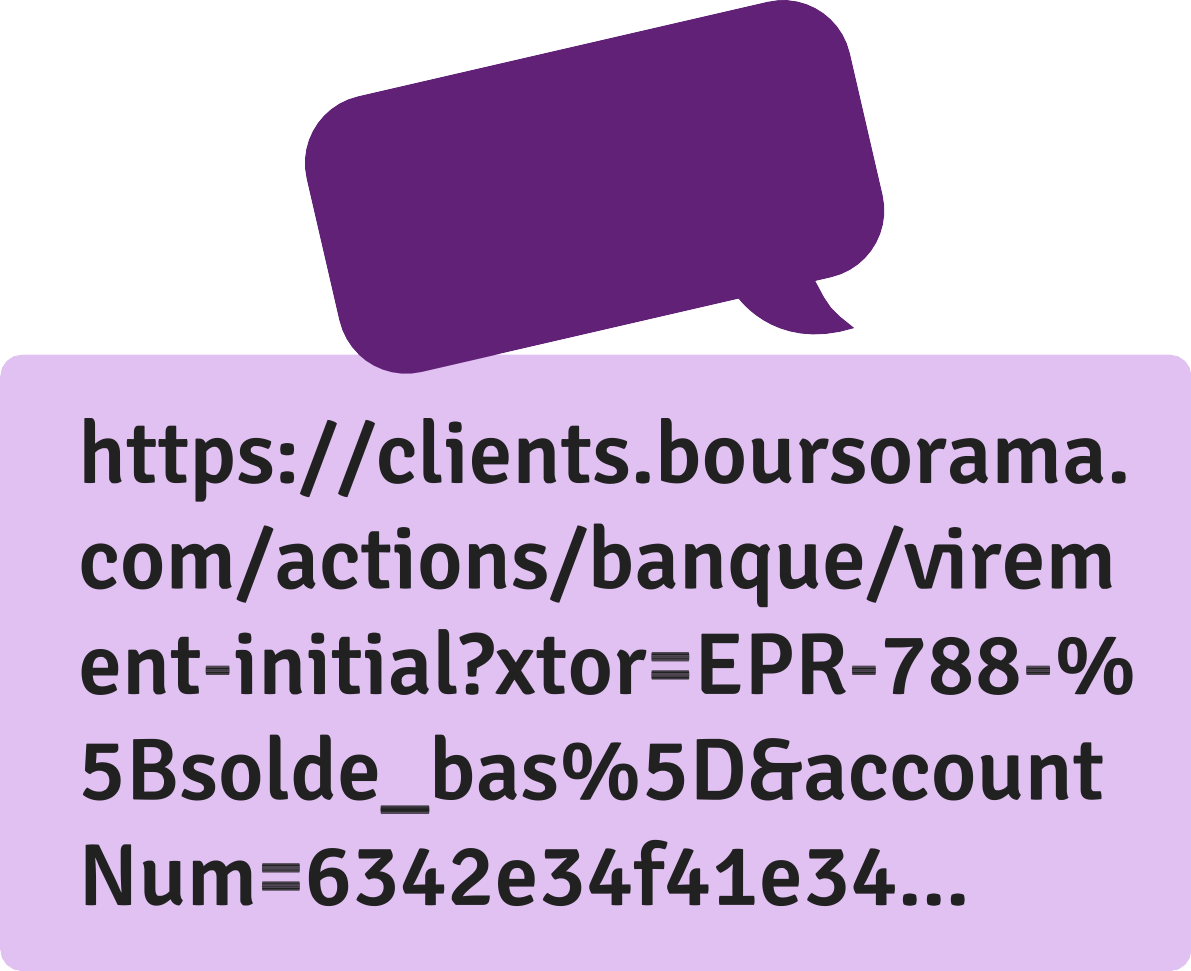 https://clients.boursorama.
com/actions/banque/virem
ent-initial?xtor=EPR-788-%
5Bsolde_bas%5D&account
Num=6342e34f41e34...